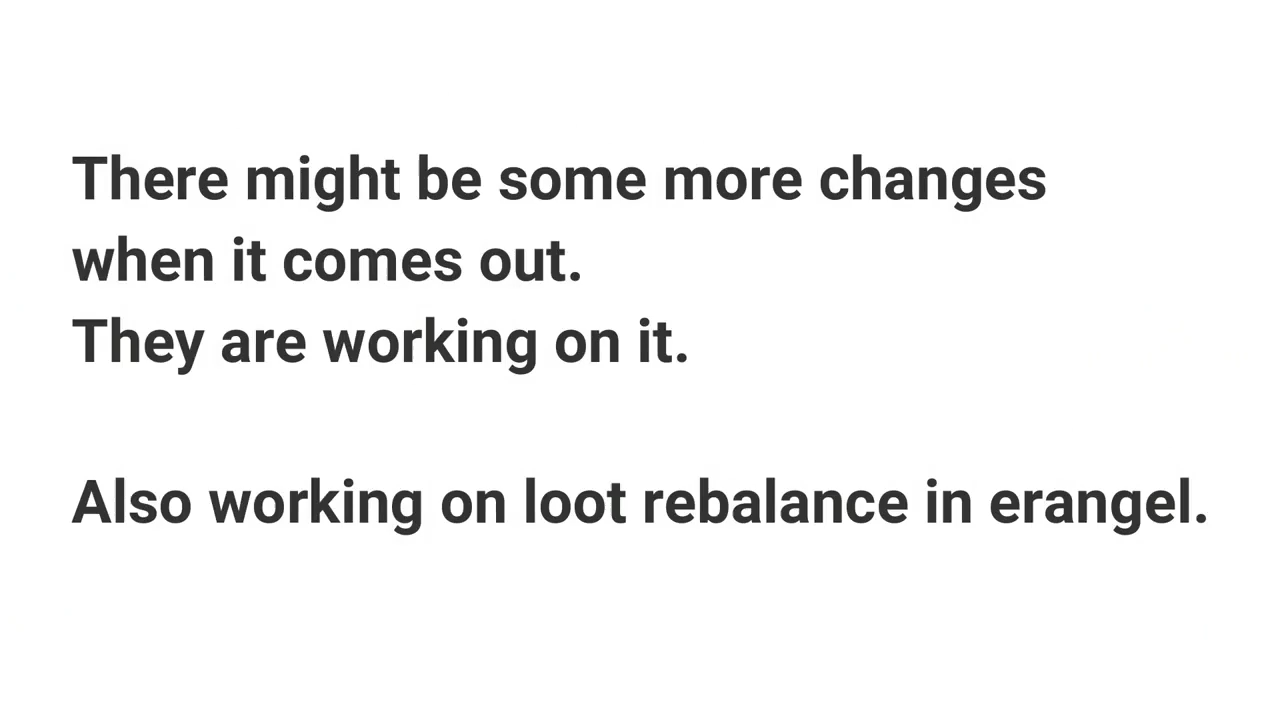 There might be some more changes
when it comes out.
They are working on it.
Also working on loot rebalance in erangel.